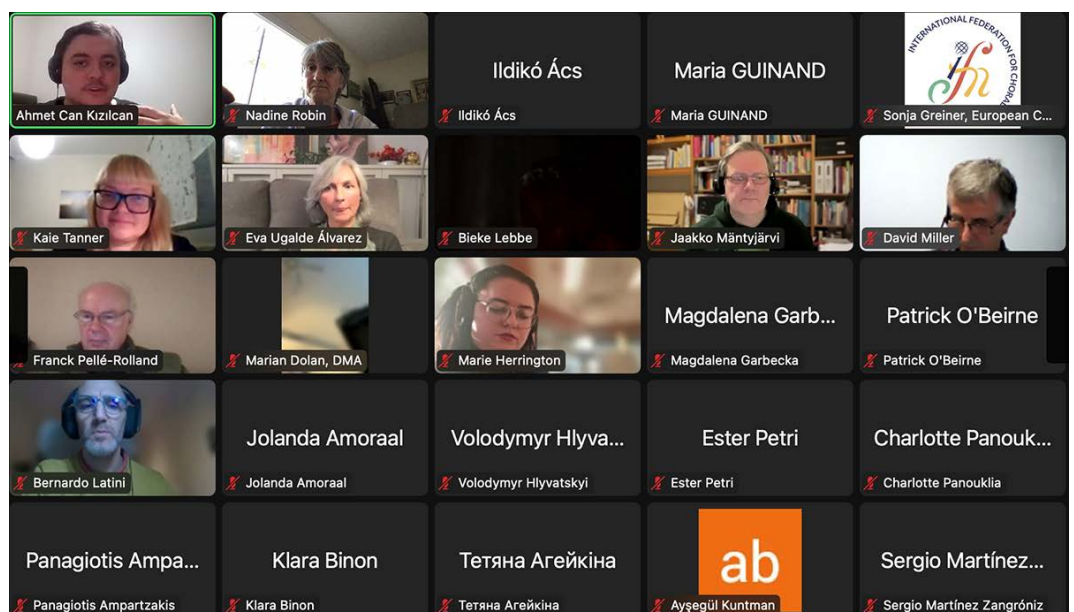 Ahmet Can Kızılcan
Nadine Robin
Ildikó Ács
Ildikó Ács
Maria GUINAND
Maria GUINAND
INTERNATIONAL FEDERATION FOR CHORAL
ifm
Sonja Greiner, European C...
Kaie Tanner
Eva Ugalde Álvarez
Bieke Lebbe
Jaakko Mäntyjärvi
David Miller
Franck Pellé-Rolland
Marian Dolan, DMA
Marie Herrington
Magdalena Garb...
Magdalena Garbecka
Patrick O'Beirne
Patrick O'Beirne
Bernardo Latini
Jolanda Amoraal
Jolanda Amoraal
Volodymyr Hlyva...
Volodymyr Hlyvatskyi
Ester Petri
Ester Petri
Charlotte Panouk...
Charlotte Panouklia
Panagiotis Ampa...
Panagiotis Ampartzakis
Klara Binon
Klara Binon
Тетяна Агейкіна
Тетяна Агейкіна
ab
Ayşegül Kuntman
Sergio Martínez...
Sergio Martínez Zangróniz